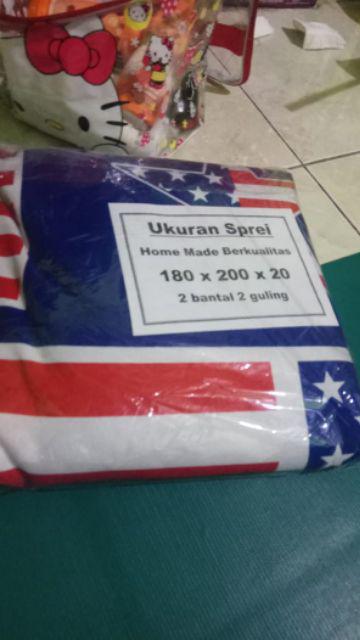 Ukuran Sprei
Home Made Berkualitas
180 x 200 x 20
2 bantal 2 guling